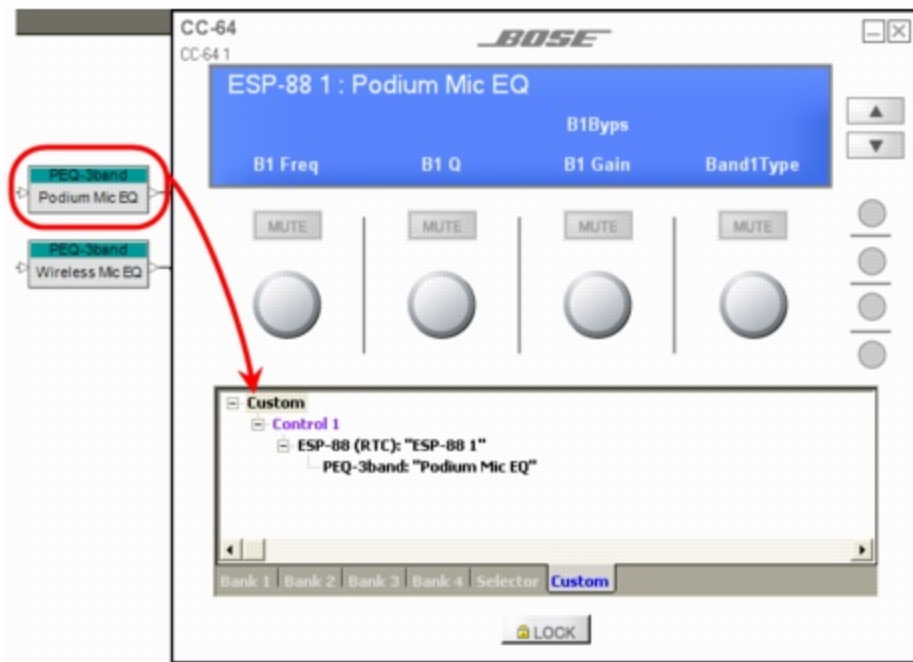 CC-64
CC-64 1
BOSE
ESP-88 1 : Podium Mic EQ
B1Byps
B1 Freq B1 Q B1 Gain Band1Type
PEQ-3band
Podium Mic EQ
PEQ-3band
Wireless Mic EQ
MUTE MUTE MUTE MUTE
Custom
Control 1
ESP-88 (RTC): "ESP-88 1"
PEQ-3band: "Podium Mic EQ"
Bank 1 Bank 2 Bank 3 Bank 4 Selector Custom
LOCK